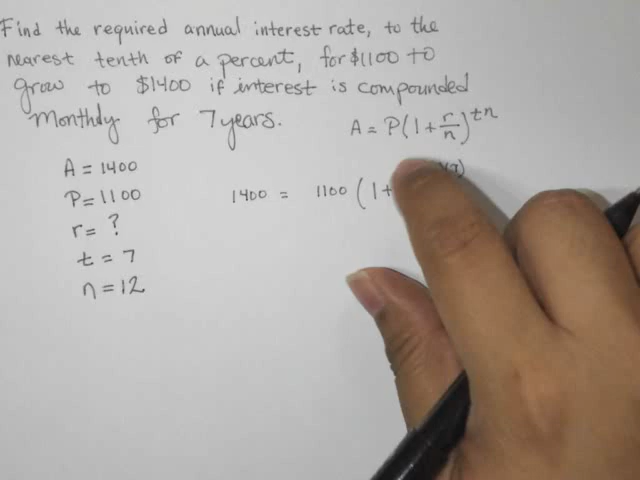 Find the required annual interest rate, to the
nearest tenth of a percent, for $1100 to
grow to $1400 if interest is compounded
Monthly for 7 years.
A = P(1 + r/n)^tn
A = 1400
P = 1100
1400 = 1100 (1 +
r = ?
t = 7
n = 12